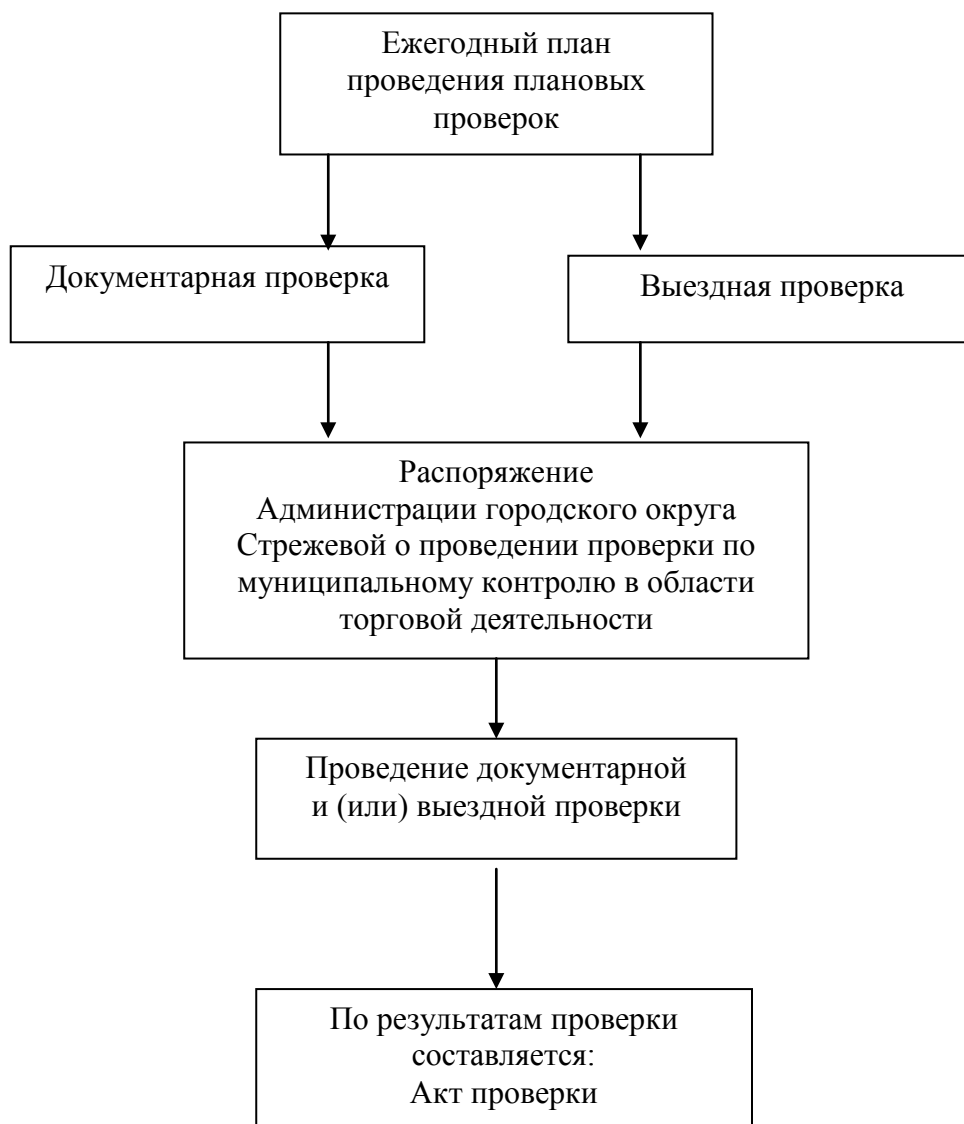 Ежегодный план
проведения плановых
проверок
Документарная проверка
Выездная проверка
Распоряжение
Администрации городского округа
Стрежевой о проведении проверки по
муниципальному контролю в области
торговой деятельности
Проведение документарной
и (или) выездной проверки
По результатам проверки
составляется:
Акт проверки